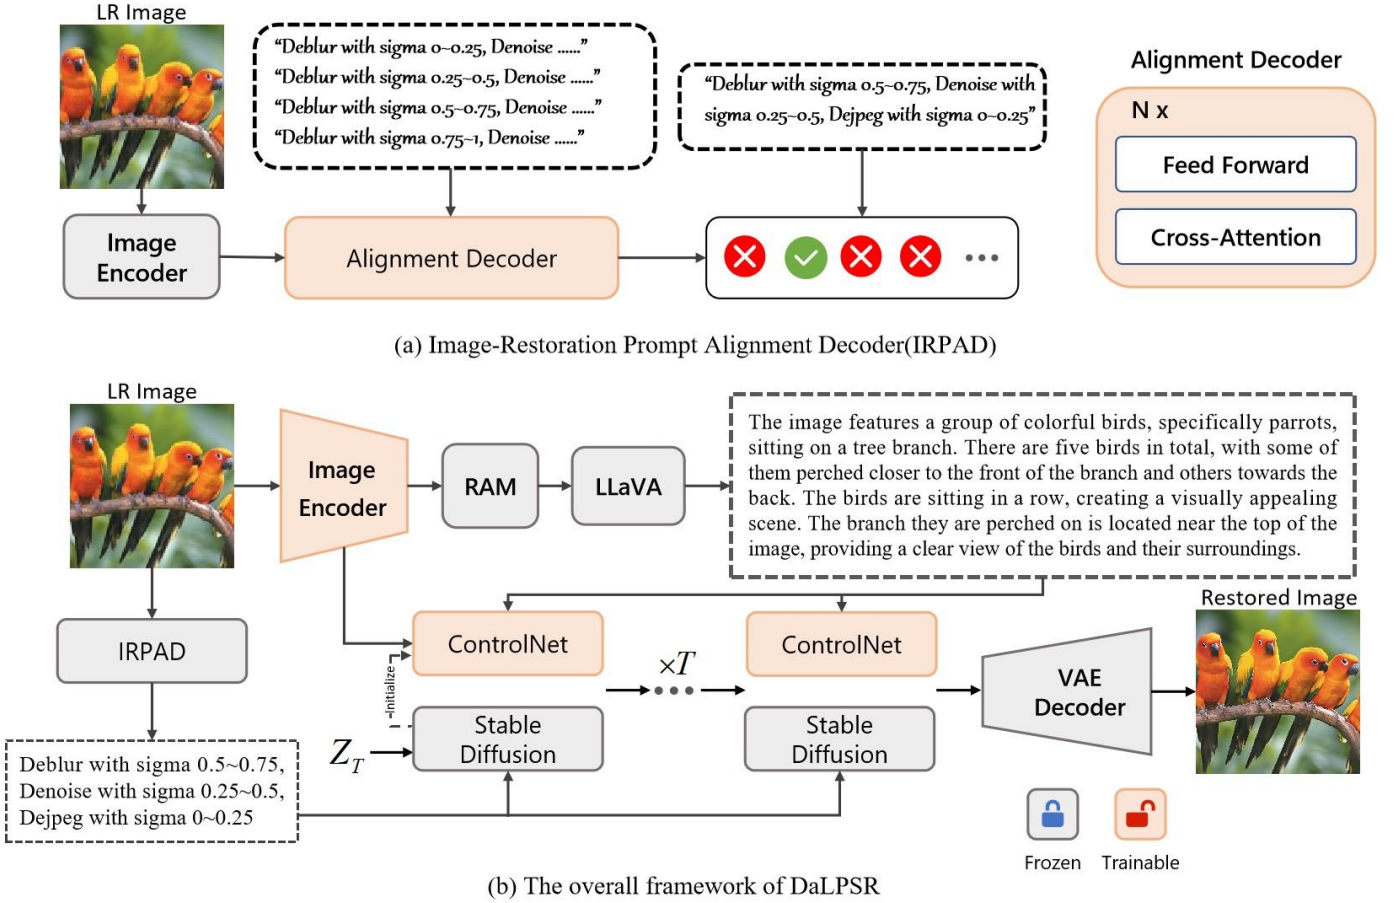 LR Image
“Deblur with sigma 0~0.25, Denoise ......”
“Deblur with sigma 0.25~0.5, Denoise ......”
“Deblur with sigma 0.5~0.75, Denoise ......”
“Deblur with sigma 0.75~1, Denoise ......”
“Deblur with sigma 0.5~0.75, Denoise with
sigma 0.25~0.5, Dejpeg with sigma 0~0.25”
Image
Encoder
Alignment Decoder
Alignment Decoder
N x
Feed Forward
Cross-Attention
(a) Image-Restoration Prompt Alignment Decoder(IRPAD)
LR Image
Image
Encoder
RAM
LLaVA
The image features a group of colorful birds, specifically parrots,
sitting on a tree branch. There are five birds in total, with some of
them perched closer to the front of the branch and others towards the
back. The birds are sitting in a row, creating a visually appealing
scene. The branch they are perched on is located near the top of the
image, providing a clear view of the birds and their surroundings.
IRPAD
Deblur with sigma 0.5~0.75,
Denoise with sigma 0.25~0.5,
Dejpeg with sigma 0~0.25
ControlNet
Initialize
Z_T
Stable
Diffusion
×T
ControlNet
Stable
Diffusion
VAE
Decoder
Restored Image
Frozen
Trainable
(b) The overall framework of DaLPSR